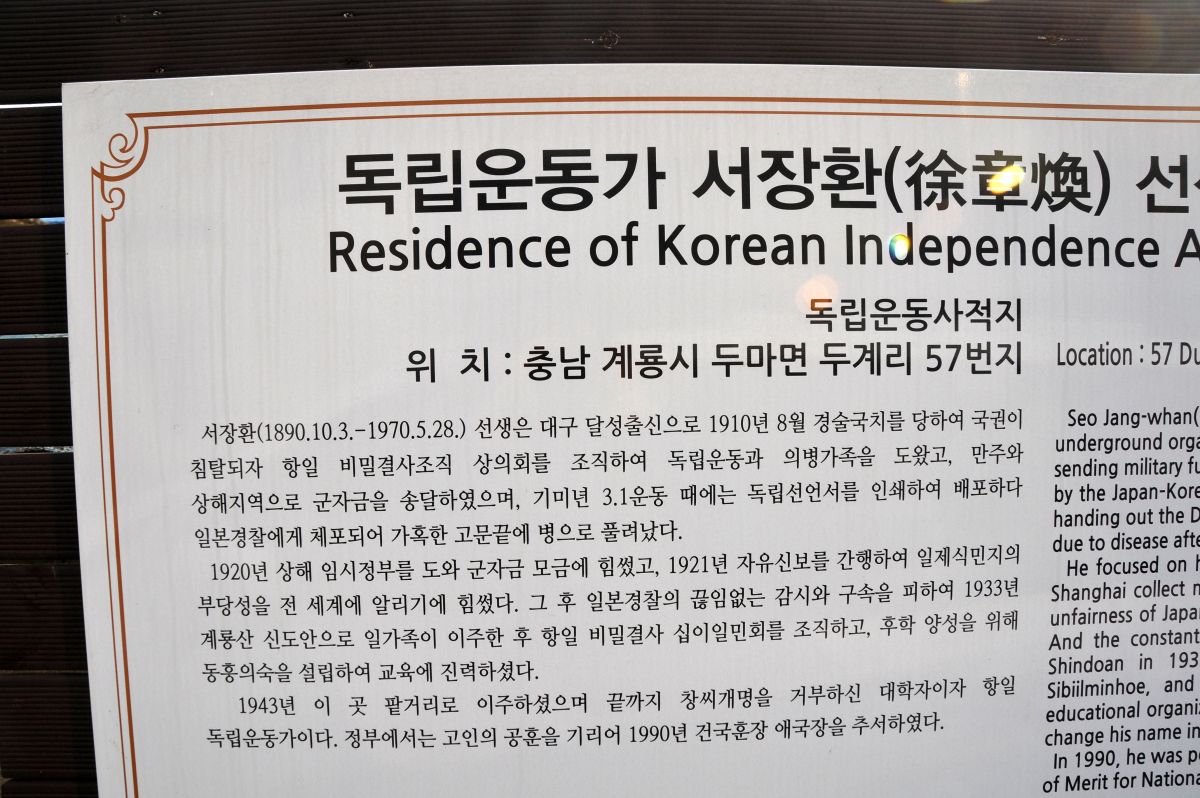 독립운동가 서장환(徐章煥) 선
Residence of Korean Independence A
독립운동사적지
위 치 : 충남 계룡시 두마면 두계리 57번지
서장환(1890.10.3.-1970.5.28.) 선생은 대구 달성출신으로 1910년 8월 경술국치를 당하여 국권이
침탈되자 항일 비밀결사조직 상의회를 조직하여 독립운동과 의병가족을 도왔고, 만주와
상해지역으로 군자금을 송달하였으며, 기미년 3.1운동 때에는 독립선언서를 인쇄하여 배포하다
일본경찰에게 체포되어 가혹한 고문끝에 병으로 풀려났다.
1920년 상해 임시정부를 도와 군자금 모금에 힘썼고, 1921년 자유신보를 간행하여 일제식민지의
부당성을 전 세계에 알리기에 힘썼다. 그 후 일본경찰의 끊임없는 감시와 구속을 피하여 1933년
계룡산 신도안으로 일가족이 이주한 후 항일 비밀결사 십이일민회를 조직하고, 후학 양성을 위해
동흥의숙을 설립하여 교육에 진력하셨다.
1943년 이 곳 팥거리로 이주하셨으며 끝까지 창씨개명을 거부하신 대학자이자 항일
독립운동가이다. 정부에서는 고인의 공훈을 기리어 1990년 건국훈장 애국장을 추서하였다.
Location : 57 Du
Seo Jang-whan(
underground orga
sending military fu
by the Japan-Kore
handing out the D
due to disease afte
He focused on h
Shanghai collect m
unfairness of Japa
And the constant
Shindoan in 193
Sibiilminhoe, and
educational organiz
change his name in
In 1990, he was po
of Merit for Nationa